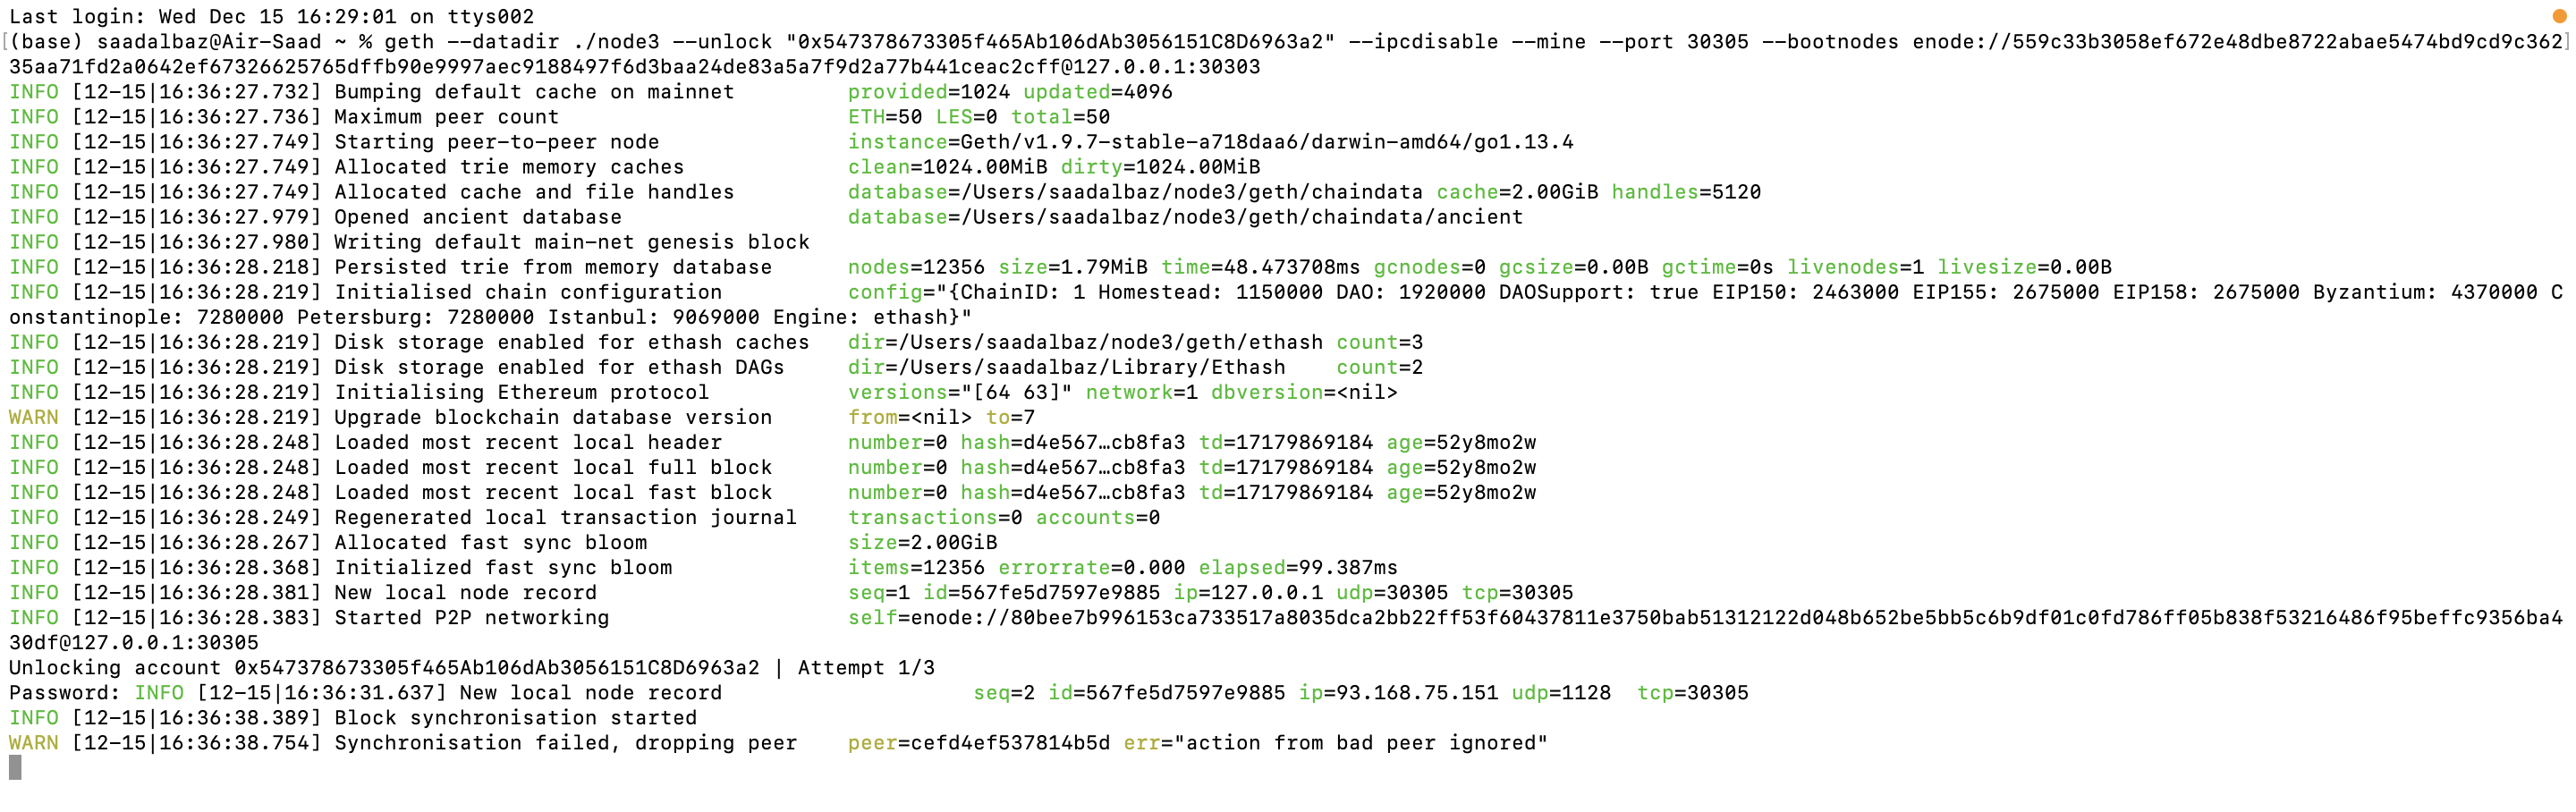 Last login: Wed Dec 15 16:29:01 on ttys002
[(base) saadalbaz@Air-Saad ~ % geth --datadir ./node3 --unlock "0x547378673305f465Ab106dAb3056151C8D6963a2" --ipcdisable --mine --port 30305 --bootnodes enode://559c33b3058ef672e48dbe8722abae5474bd9cd9c362]
35aa71fd2a0642ef67326625765dffb90e9997aec9188497f6d3baa24de83a5a7f9d2a77b441ceac2cff@127.0.0.1:30303
INFO [12-15|16:36:27.732] Bumping default cache on mainnet         provided=1024 updated=4096
INFO [12-15|16:36:27.736] Maximum peer count                       ETH=50 LES=0 total=50
INFO [12-15|16:36:27.749] Starting peer-to-peer node               instance=Geth/v1.9.7-stable-a718daa6/darwin-amd64/go1.13.4
INFO [12-15|16:36:27.749] Allocated trie memory caches             clean=1024.00MiB dirty=1024.00MiB
INFO [12-15|16:36:27.749] Allocated cache and file handles         database=/Users/saadalbaz/node3/geth/chaindata cache=2.00GiB handles=5120
INFO [12-15|16:36:27.979] Opened ancient database                  database=/Users/saadalbaz/node3/geth/chaindata/ancient
INFO [12-15|16:36:27.980] Writing default main-net genesis block
INFO [12-15|16:36:28.218] Persisted trie from memory database      nodes=12356 size=1.79MiB time=48.473708ms gcnodes=0 gcsize=0.00B gctime=0s livenodes=1 livesize=0.00B
INFO [12-15|16:36:28.219] Initialised chain configuration          config="{ChainID: 1 Homestead: 1150000 DAO: 1920000 DAOSupport: true EIP150: 2463000 EIP155: 2675000 EIP158: 2675000 Byzantium: 4370000 C
onstantinople: 7280000 Petersburg: 7280000 Istanbul: 9069000 Engine: ethash}"
INFO [12-15|16:36:28.219] Disk storage enabled for ethash caches   dir=/Users/saadalbaz/node3/geth/ethash count=3
INFO [12-15|16:36:28.219] Disk storage enabled for ethash DAGs     dir=/Users/saadalbaz/Library/Ethash    count=2
INFO [12-15|16:36:28.219] Initialising Ethereum protocol           versions="[64 63]" network=1 dbversion=<nil>
WARN [12-15|16:36:28.219] Upgrade blockchain database version      from=<nil> to=7
INFO [12-15|16:36:28.248] Loaded most recent local header          number=0 hash=d4e567…cb8fa3 td=17179869184 age=52y8mo2w
INFO [12-15|16:36:28.248] Loaded most recent local full block      number=0 hash=d4e567…cb8fa3 td=17179869184 age=52y8mo2w
INFO [12-15|16:36:28.248] Loaded most recent local fast block      number=0 hash=d4e567…cb8fa3 td=17179869184 age=52y8mo2w
INFO [12-15|16:36:28.249] Regenerated local transaction journal    transactions=0 accounts=0
INFO [12-15|16:36:28.267] Allocated fast sync bloom                size=2.00GiB
INFO [12-15|16:36:28.368] Initialized fast sync bloom              items=12356 errorrate=0.000 elapsed=99.387ms
INFO [12-15|16:36:28.381] New local node record                    seq=1 id=567fe5d7597e9885 ip=127.0.0.1 udp=30305 tcp=30305
INFO [12-15|16:36:28.383] Started P2P networking                   self=enode://80bee7b996153ca733517a8035dca2bb22ff53f60437811e3750bab51312122d048b652be5bb5c6b9df01c0fd786ff05b838f53216486f95beffc9356ba4
30df@127.0.0.1:30305
Unlocking account 0x547378673305f465Ab106dAb3056151C8D6963a2 | Attempt 1/3
Password: INFO [12-15|16:36:31.637] New local node record                    seq=2 id=567fe5d7597e9885 ip=93.168.75.151 udp=1128  tcp=30305
INFO [12-15|16:36:38.389] Block synchronisation started
WARN [12-15|16:36:38.754] Synchronisation failed, dropping peer    peer=cefd4ef537814b5d err="action from bad peer ignored"